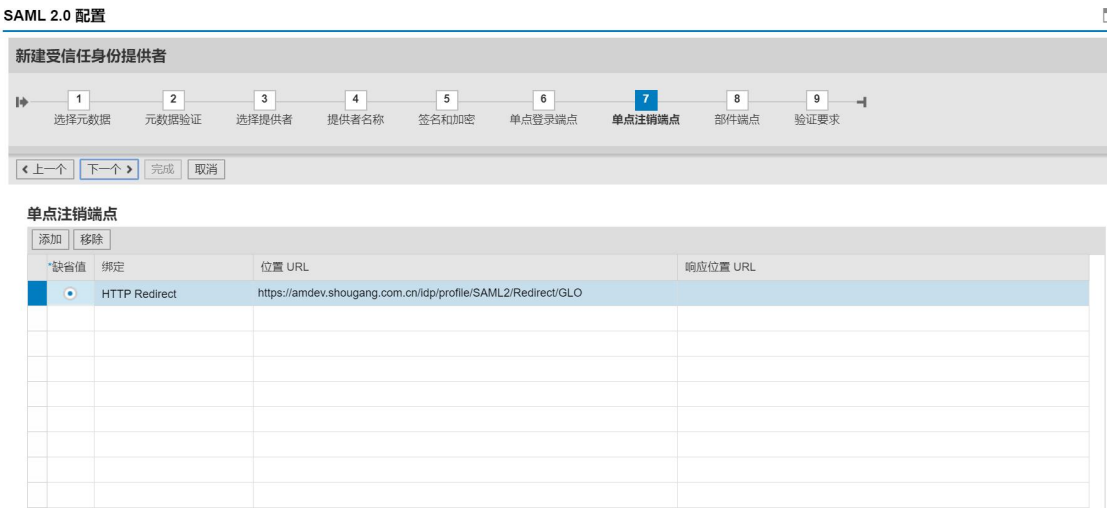 SAML 2.0 配置
新建受信任身份提供者
1 2 3 4 5 6 7 8 9
选择元数据 元数据验证 选择提供者 提供者名称 签名和加密 单点登录端点 单点注销端点 部件端点 验证要求
上一个 下一个 完成 取消
单点注销端点
添加 移除
*缺省值 绑定 位置 URL 响应位置 URL
HTTP Redirect https://amdev.shougang.com.cn/idp/profile/SAML2/Redirect/GLO